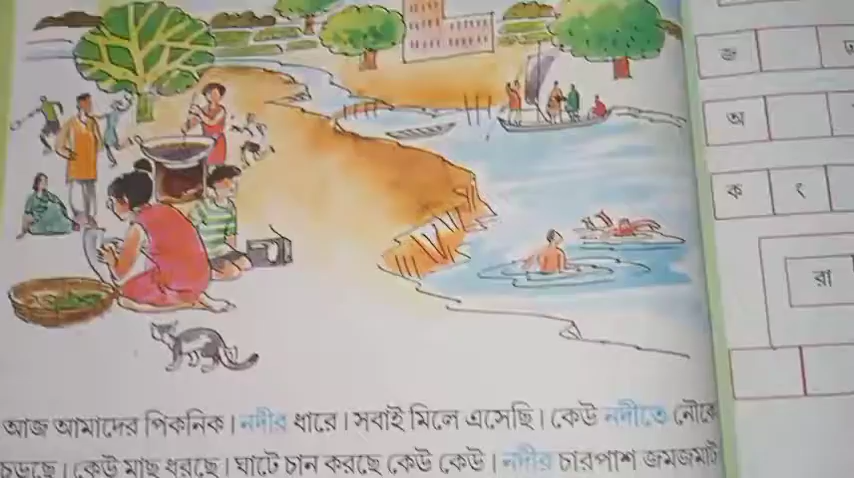 জ
অ
ক ং
রা
আজ আমাদের পিকনিক। নদীর ধারে। সবাই মিলে এসেছি। কেউ নদীতে নৌকো
চড়ছে। কেউ মাছ ধরছে। ঘাটে চান করছে কেউ কেউ। নদীর চারপাশ জমজমাট